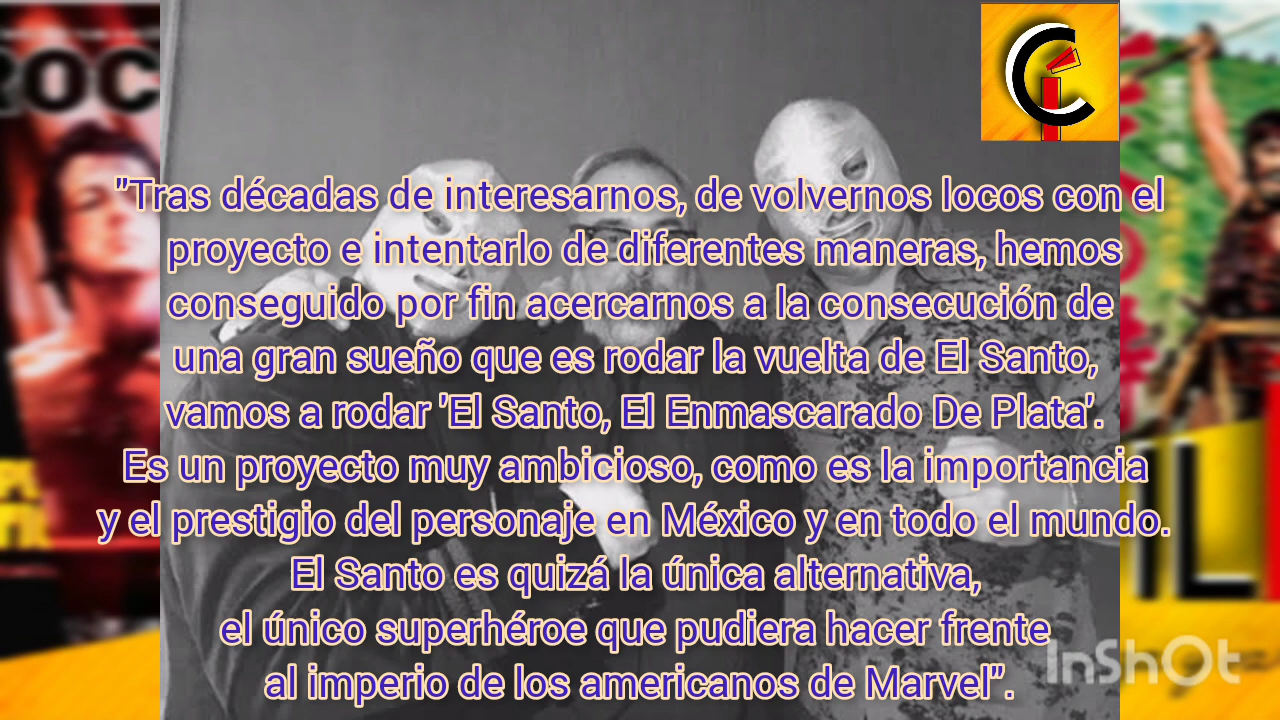 ROC
"Tras décadas de interesarnos, de volvernos locos con el
proyecto e intentarlo de diferentes maneras, hemos
conseguido por fin acercarnos a la consecución de
una gran sueño que es rodar la vuelta de El Santo,
vamos a rodar 'El Santo, El Enmascarado De Plata'.
Es un proyecto muy ambicioso, como es la importancia
y el prestigio del personaje en México y en todo el mundo.
El Santo es quizá la única alternativa,
el único superhéroe que pudiera hacer frente
al imperio de los americanos de Marvel".
InShOt